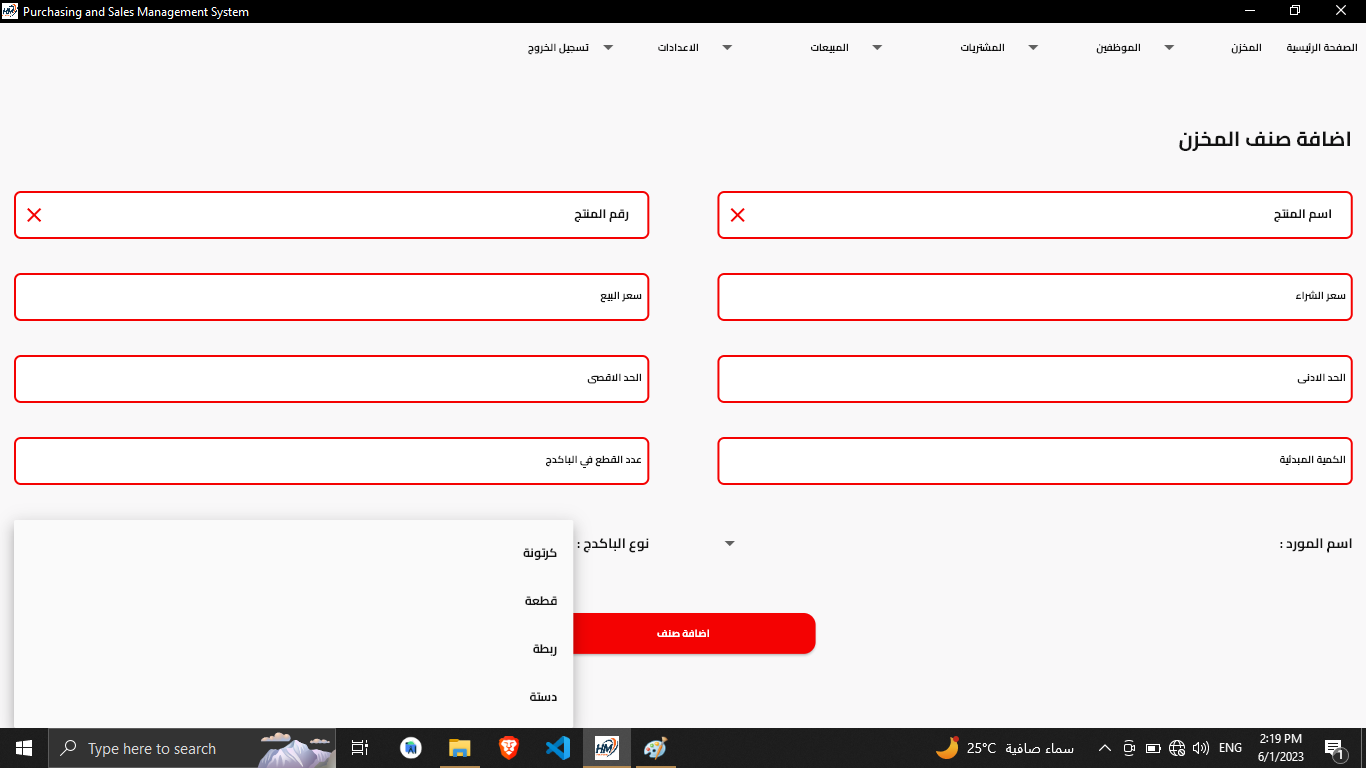 Purchasing and Sales Management System
الصفحة الرئيسية
المخزن
الموظفين
المشتريات
المبيعات
الاعدادات
تسجيل الخروج
اضافة صنف المخزن
اسم المنتج
رقم المنتج
سعر الشراء
سعر البيع
الحد الادنى
الحد الاقصى
الكمية المبدئية
عدد القطع في الباكدج
اسم المورد :
نوع الباكدج :
كرتونة
قطعة
ربطة
دستة
اضافة صنف
Type here to search
HM
25°C سماء صافية
ENG
2:19 PM
6/1/2023
1